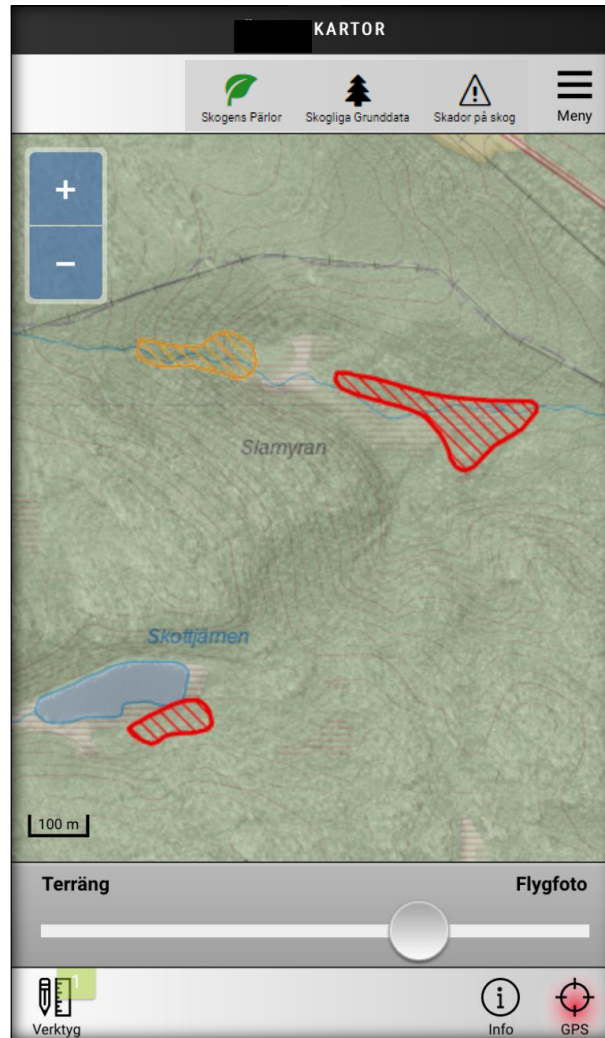 KARTOR
Skogens Pärlor
Skogliga Grunddata
Skador på skog
Meny
+
−
Slamyran
Skottjärnen
100 m
Terräng
Flygfoto
1
Verktyg
Info
GPS